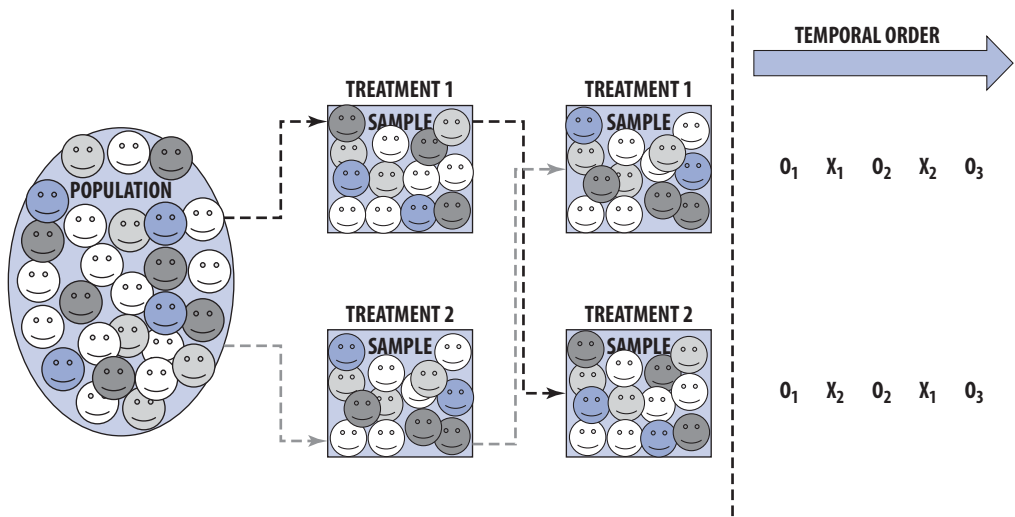 TEMPORAL ORDER
TREATMENT 1
TREATMENT 1
SAMPLE
SAMPLE
POPULATION
O₁ X₁ O₂ X₂ O₃
TREATMENT 2
TREATMENT 2
SAMPLE
SAMPLE
O₁ X₂ O₂ X₁ O₃